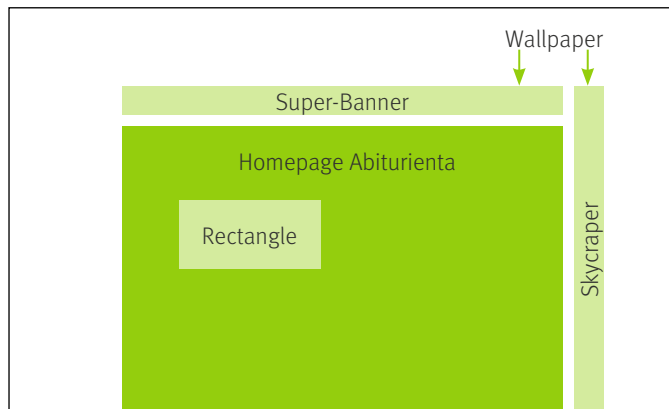 Wallpaper
Super-Banner
Homepage Abiturienta
Rectangle
Skycraper